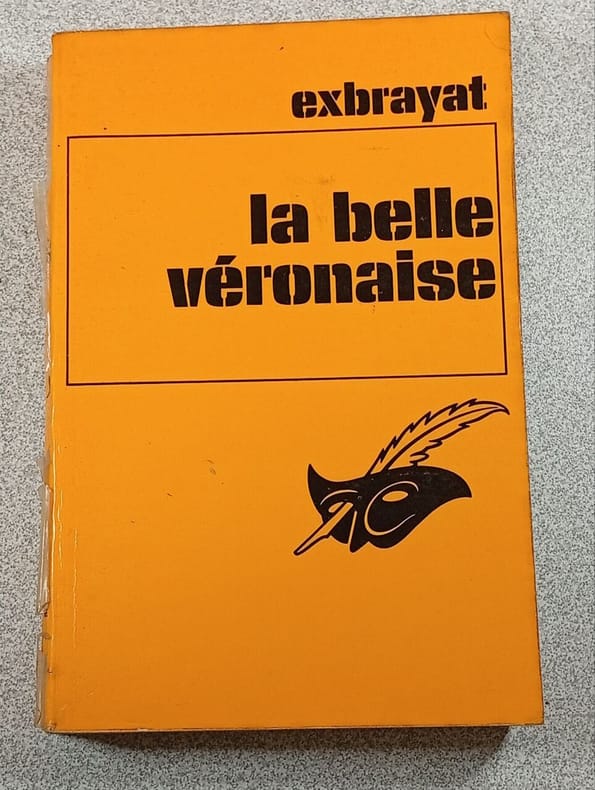 exbrayat
la belle
véronaise